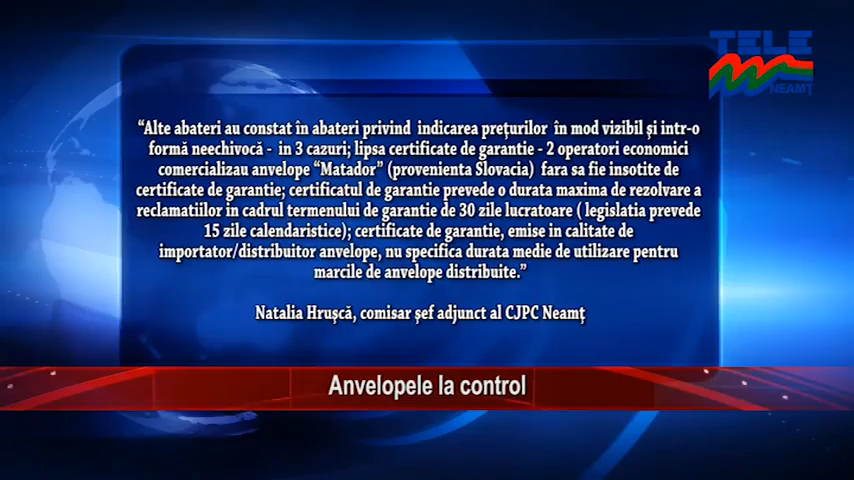 TELE
NEAMȚ
“Alte abateri au constat în abateri privind indicarea prețurilor în mod vizibil și intr-o
formă neechivocă - in 3 cazuri; lipsa certificate de garantie - 2 operatori economici
comercializau anvelope “Matador” (provenienta Slovacia) fara sa fie insotite de
certificate de garantie; certificatul de garantie prevede o durata maxima de rezolvare a
reclamatiilor in cadrul termenului de garantie de 30 zile lucratoare ( legislatia prevede
15 zile calendaristice); certificate de garantie, emise in calitate de
importator/distribuitor anvelope, nu specifica durata medie de utilizare pentru
marcile de anvelope distribuite.”
Natalia Hrușcă, comisar șef adjunct al CJPC Neamț
Anvelopele la control